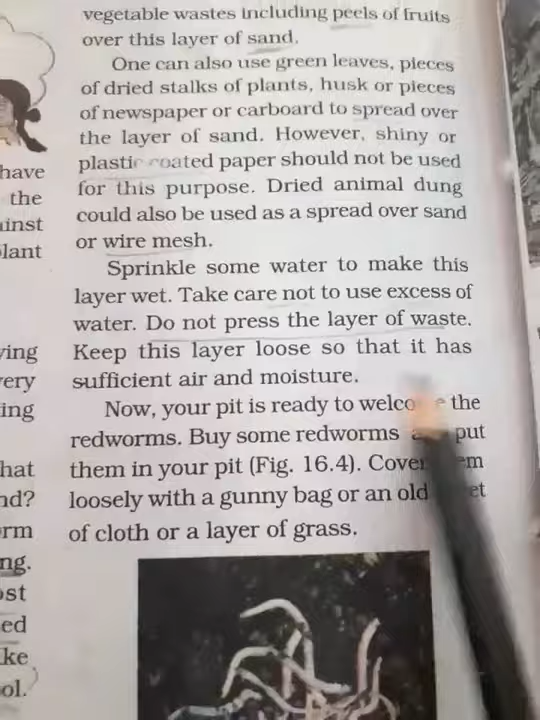 vegetable wastes including peels of fruits
over this layer of sand.
One can also use green leaves, pieces
of dried stalks of plants, husk or pieces
of newspaper or carboard to spread over
the layer of sand. However, shiny or
plastic coated paper should not be used
for this purpose. Dried animal dung
could also be used as a spread over sand
or wire mesh.
Sprinkle some water to make this
layer wet. Take care not to use excess of
water. Do not press the layer of waste.
Keep this layer loose so that it has
sufficient air and moisture.
Now, your pit is ready to welcome the
redworms. Buy some redworms put
them in your pit (Fig. 16.4). Cover
loosely with a gunny bag or an old
of cloth or a layer of grass.
have
the
ainst
plant
ving
very
ing
hat
nd?
orm
ng.
ost
ed
ke
ol.